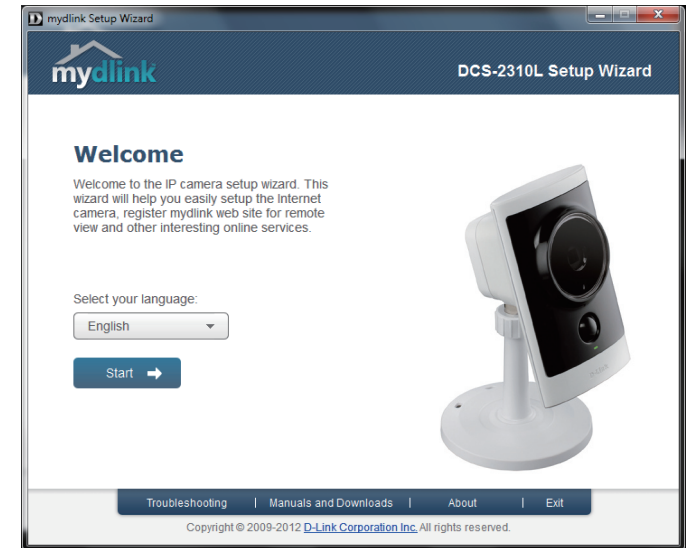 mydlink Setup Wizard
mydlink
DCS-2310L Setup Wizard
Welcome
Welcome to the IP camera setup wizard. This
wizard will help you easily setup the Internet
camera, register mydlink web site for remote
view and other interesting online services.
Select your language:
English
Start
D-Link
Troubleshooting | Manuals and Downloads | About | Exit
Copyright © 2009-2012 D-Link Corporation Inc. All rights reserved.